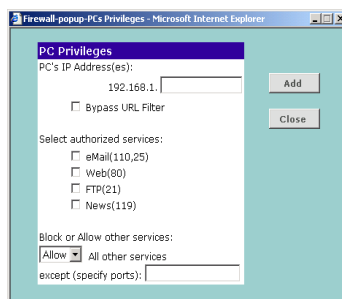 Firewall-popup-PCs Privileges - Microsoft Internet Explorer
PC Privileges
PC's IP Address(es):
192.168.1.
Add
Bypass URL Filter
Close
Select authorized services:
eMail(110,25)
Web(80)
FTP(21)
News(119)
Block or Allow other services:
Allow All other services
except (specify ports):